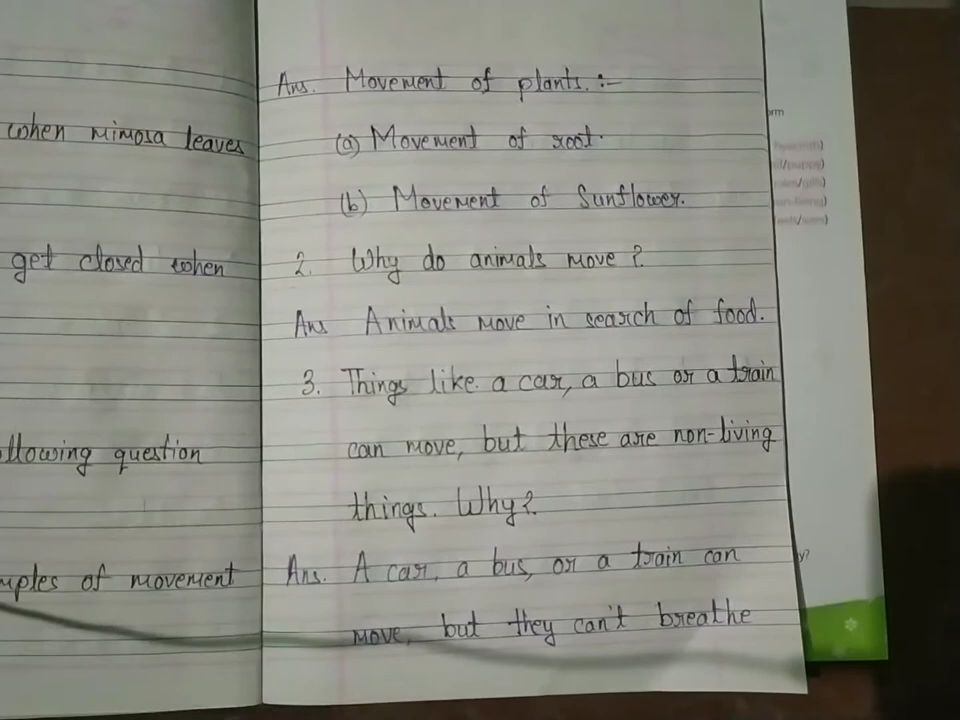 when mimosa leaves
get closed when
question
of movement
Ans. Movement of plants. :-
(a) Movement of root.
(b) Movement of Sunflower.
2. Why do animals move ?
Ans Animals move in search of food.
3. Things like a car, a bus or a train
can move, but these are non-living
things. Why?
Ans. A car, a bus, or a train can
move, but they can't breathe